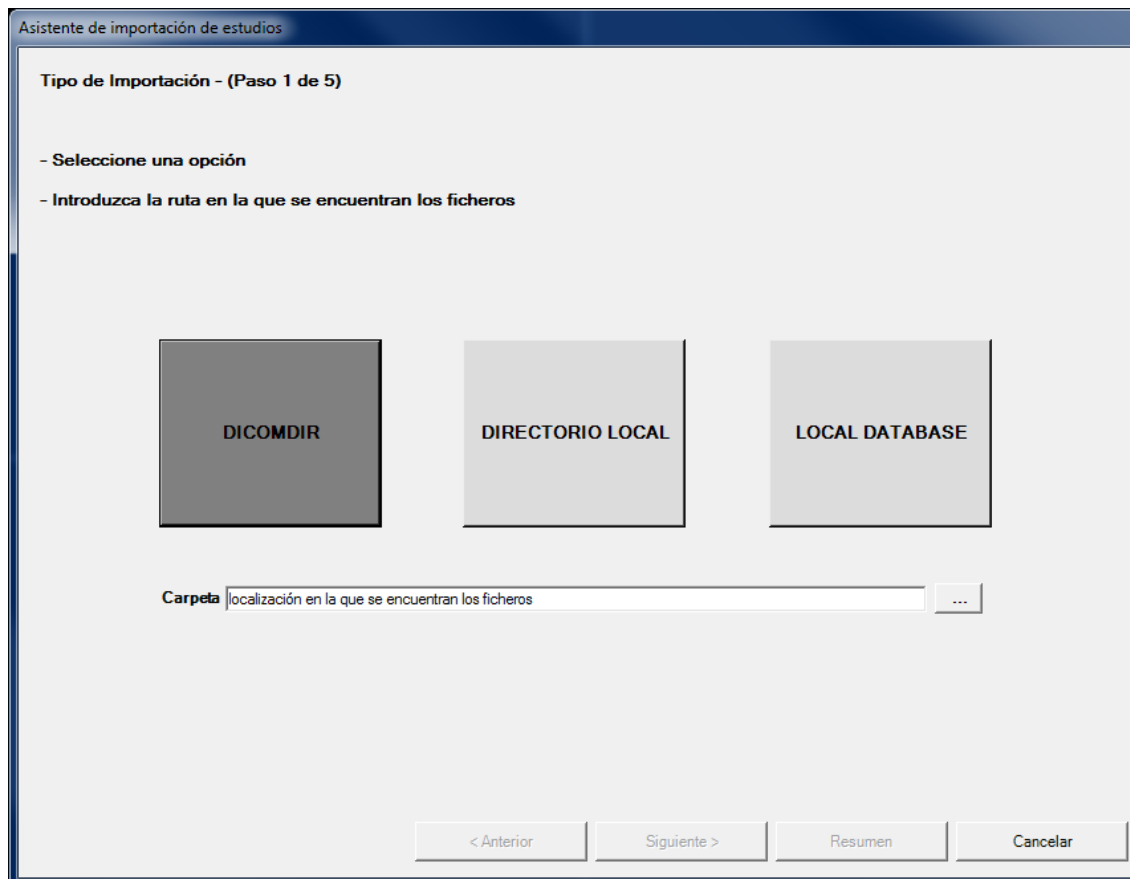 Asistente de importación de estudios
Tipo de Importación - (Paso 1 de 5)
- Seleccione una opción
- Introduzca la ruta en la que se encuentran los ficheros
DICOMDIR
DIRECTORIO LOCAL
LOCAL DATABASE
Carpeta localización en la que se encuentran los ficheros ...
< Anterior Siguiente > Resumen Cancelar